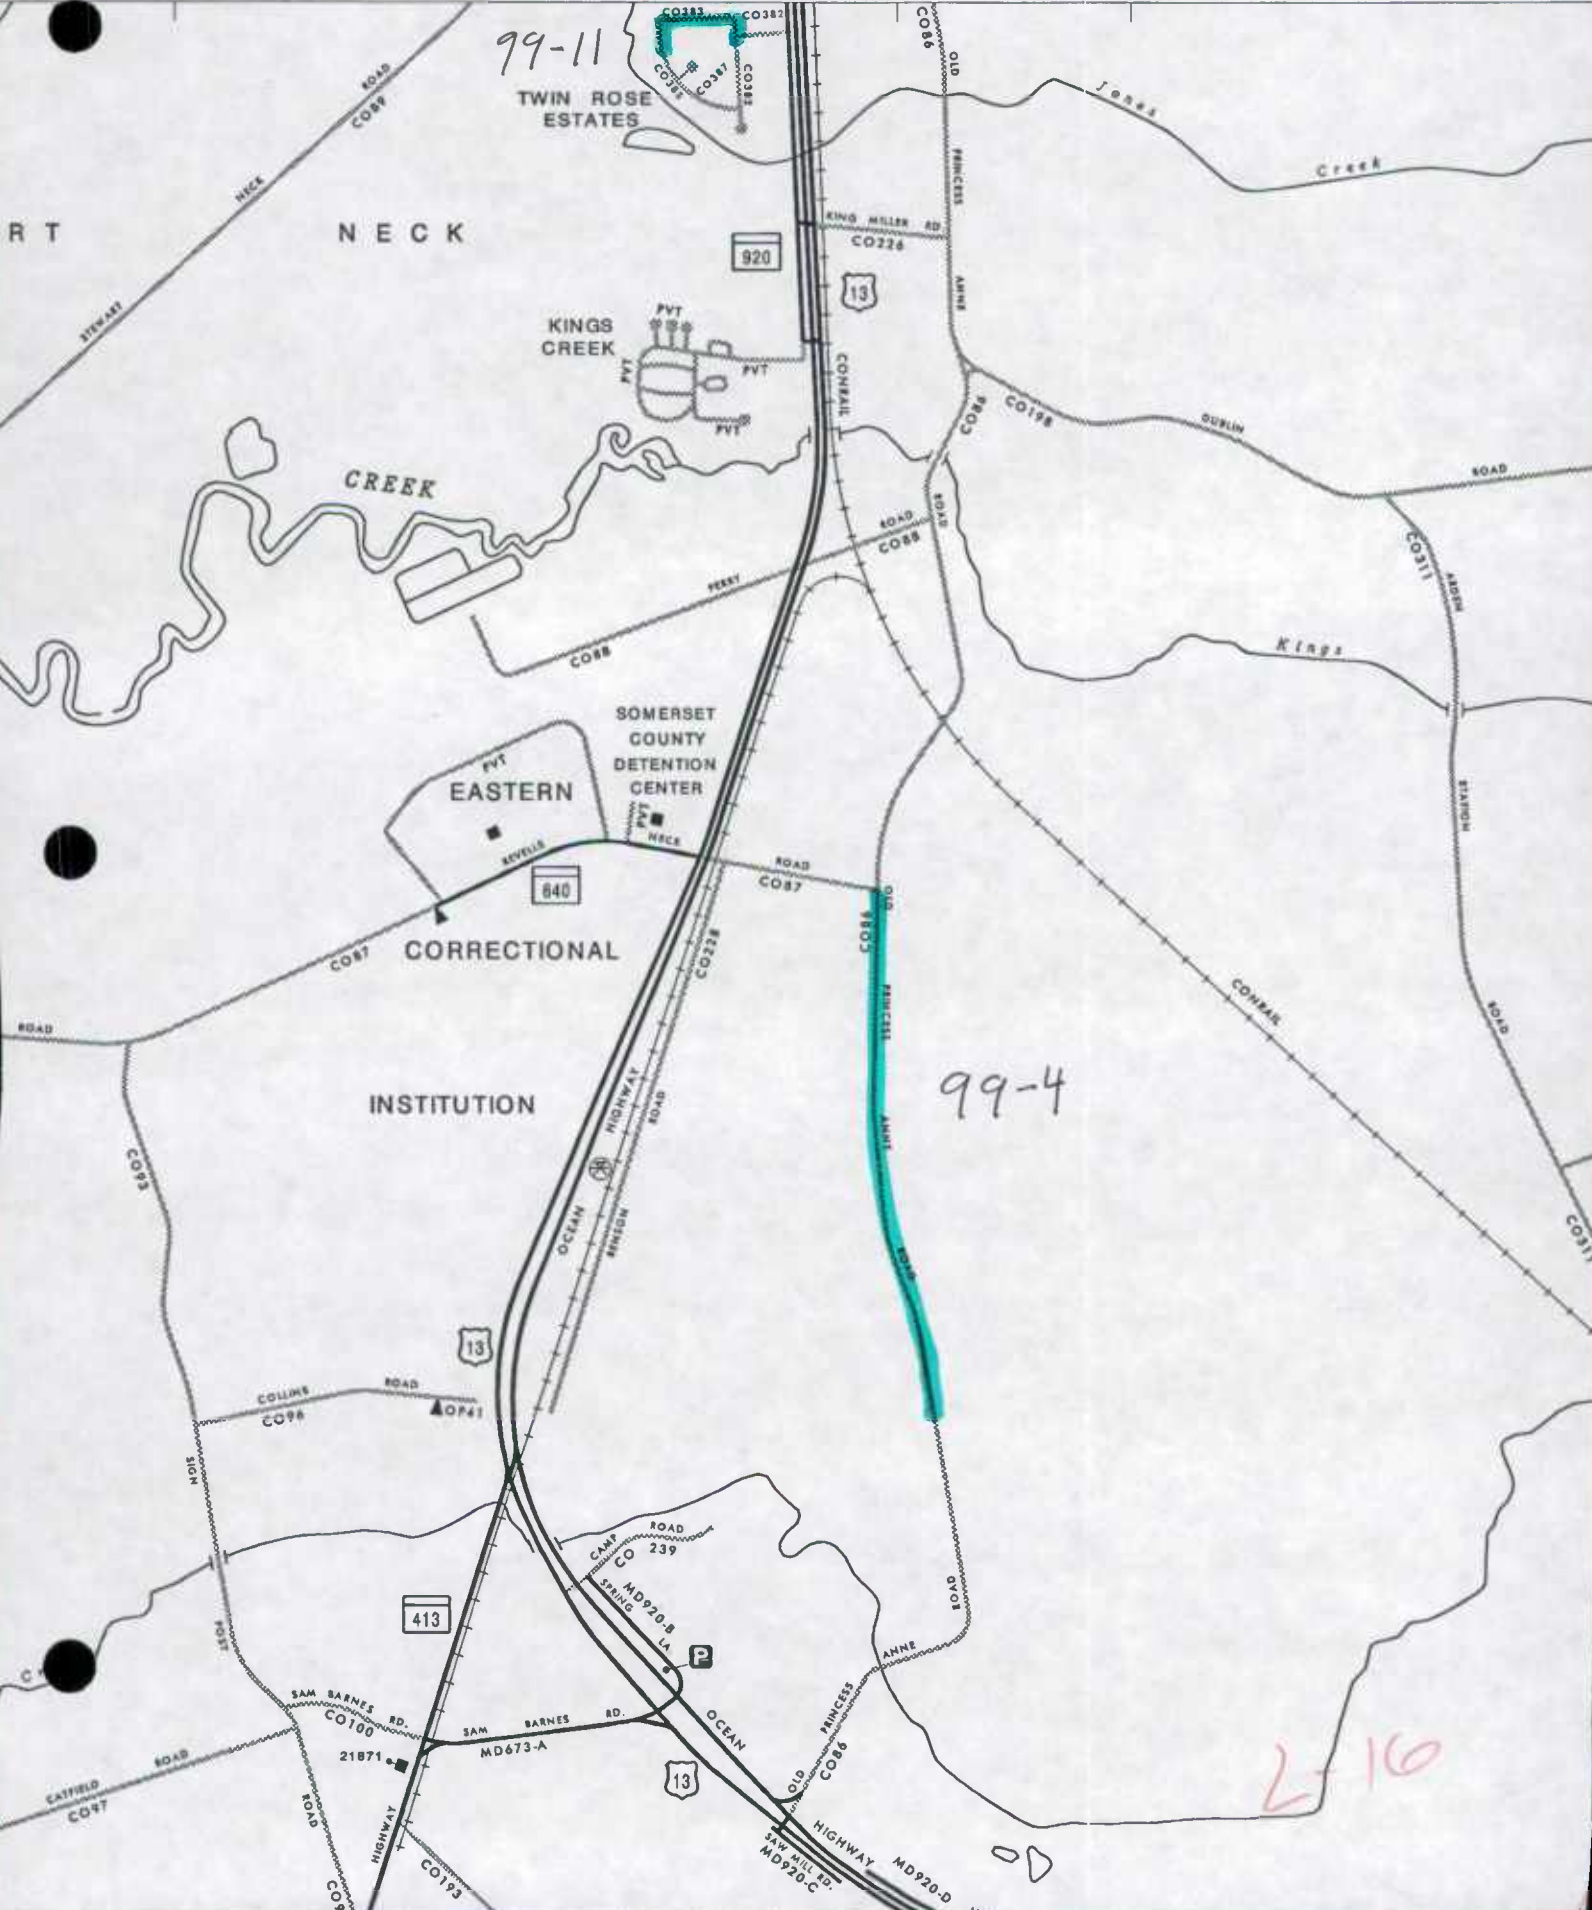 CO383
CO382
99-11
CO386
CO387
CO382
TWIN ROSE
ESTATES
ROAD
CO89
NECK
STEWART
RT NECK
CO86
OLD
Jones
Creek
PRINCESS
KING MILLER RD
CO226
920
13
ANNE
KINGS
CREEK
PVT
PVT
PVT
PVT
CONRAIL
CO86
CO198
DUBLIN
ROAD
CREEK
ROAD
ROAD
CO88
PERRY
CO88
CO311
ARDEN
Kings
STATION
ROAD
CO311
SOMERSET
COUNTY
DETENTION
CENTER
PVT
PVT
EASTERN
REVELLS
NECK
ROAD
CO87
640
CO87
CORRECTIONAL
ROAD
CO228
OLD
CO86
PRINCESS
ANNE
ROAD
99-4
CONRAIL
INSTITUTION
HIGHWAY
ROAD
OCEAN
BENSON
CO93
13
COLLINS
ROAD
CO96
OP41
SIGN
POST
ROAD
CAMP
ROAD
CO 239
MD920-B
SPRING
LA
P
413
ROAD
ANNE
PRINCESS
OLD
CO86
C
SAM BARNES RD.
CO100
SAM BARNES RD.
MD673-A
OCEAN
21871
ROAD
CATFIELD
CO97
13
HIGHWAY
HIGHWAY
SAW MILL RD.
MD920-C
MD920-D
CO193
CO9
L-16